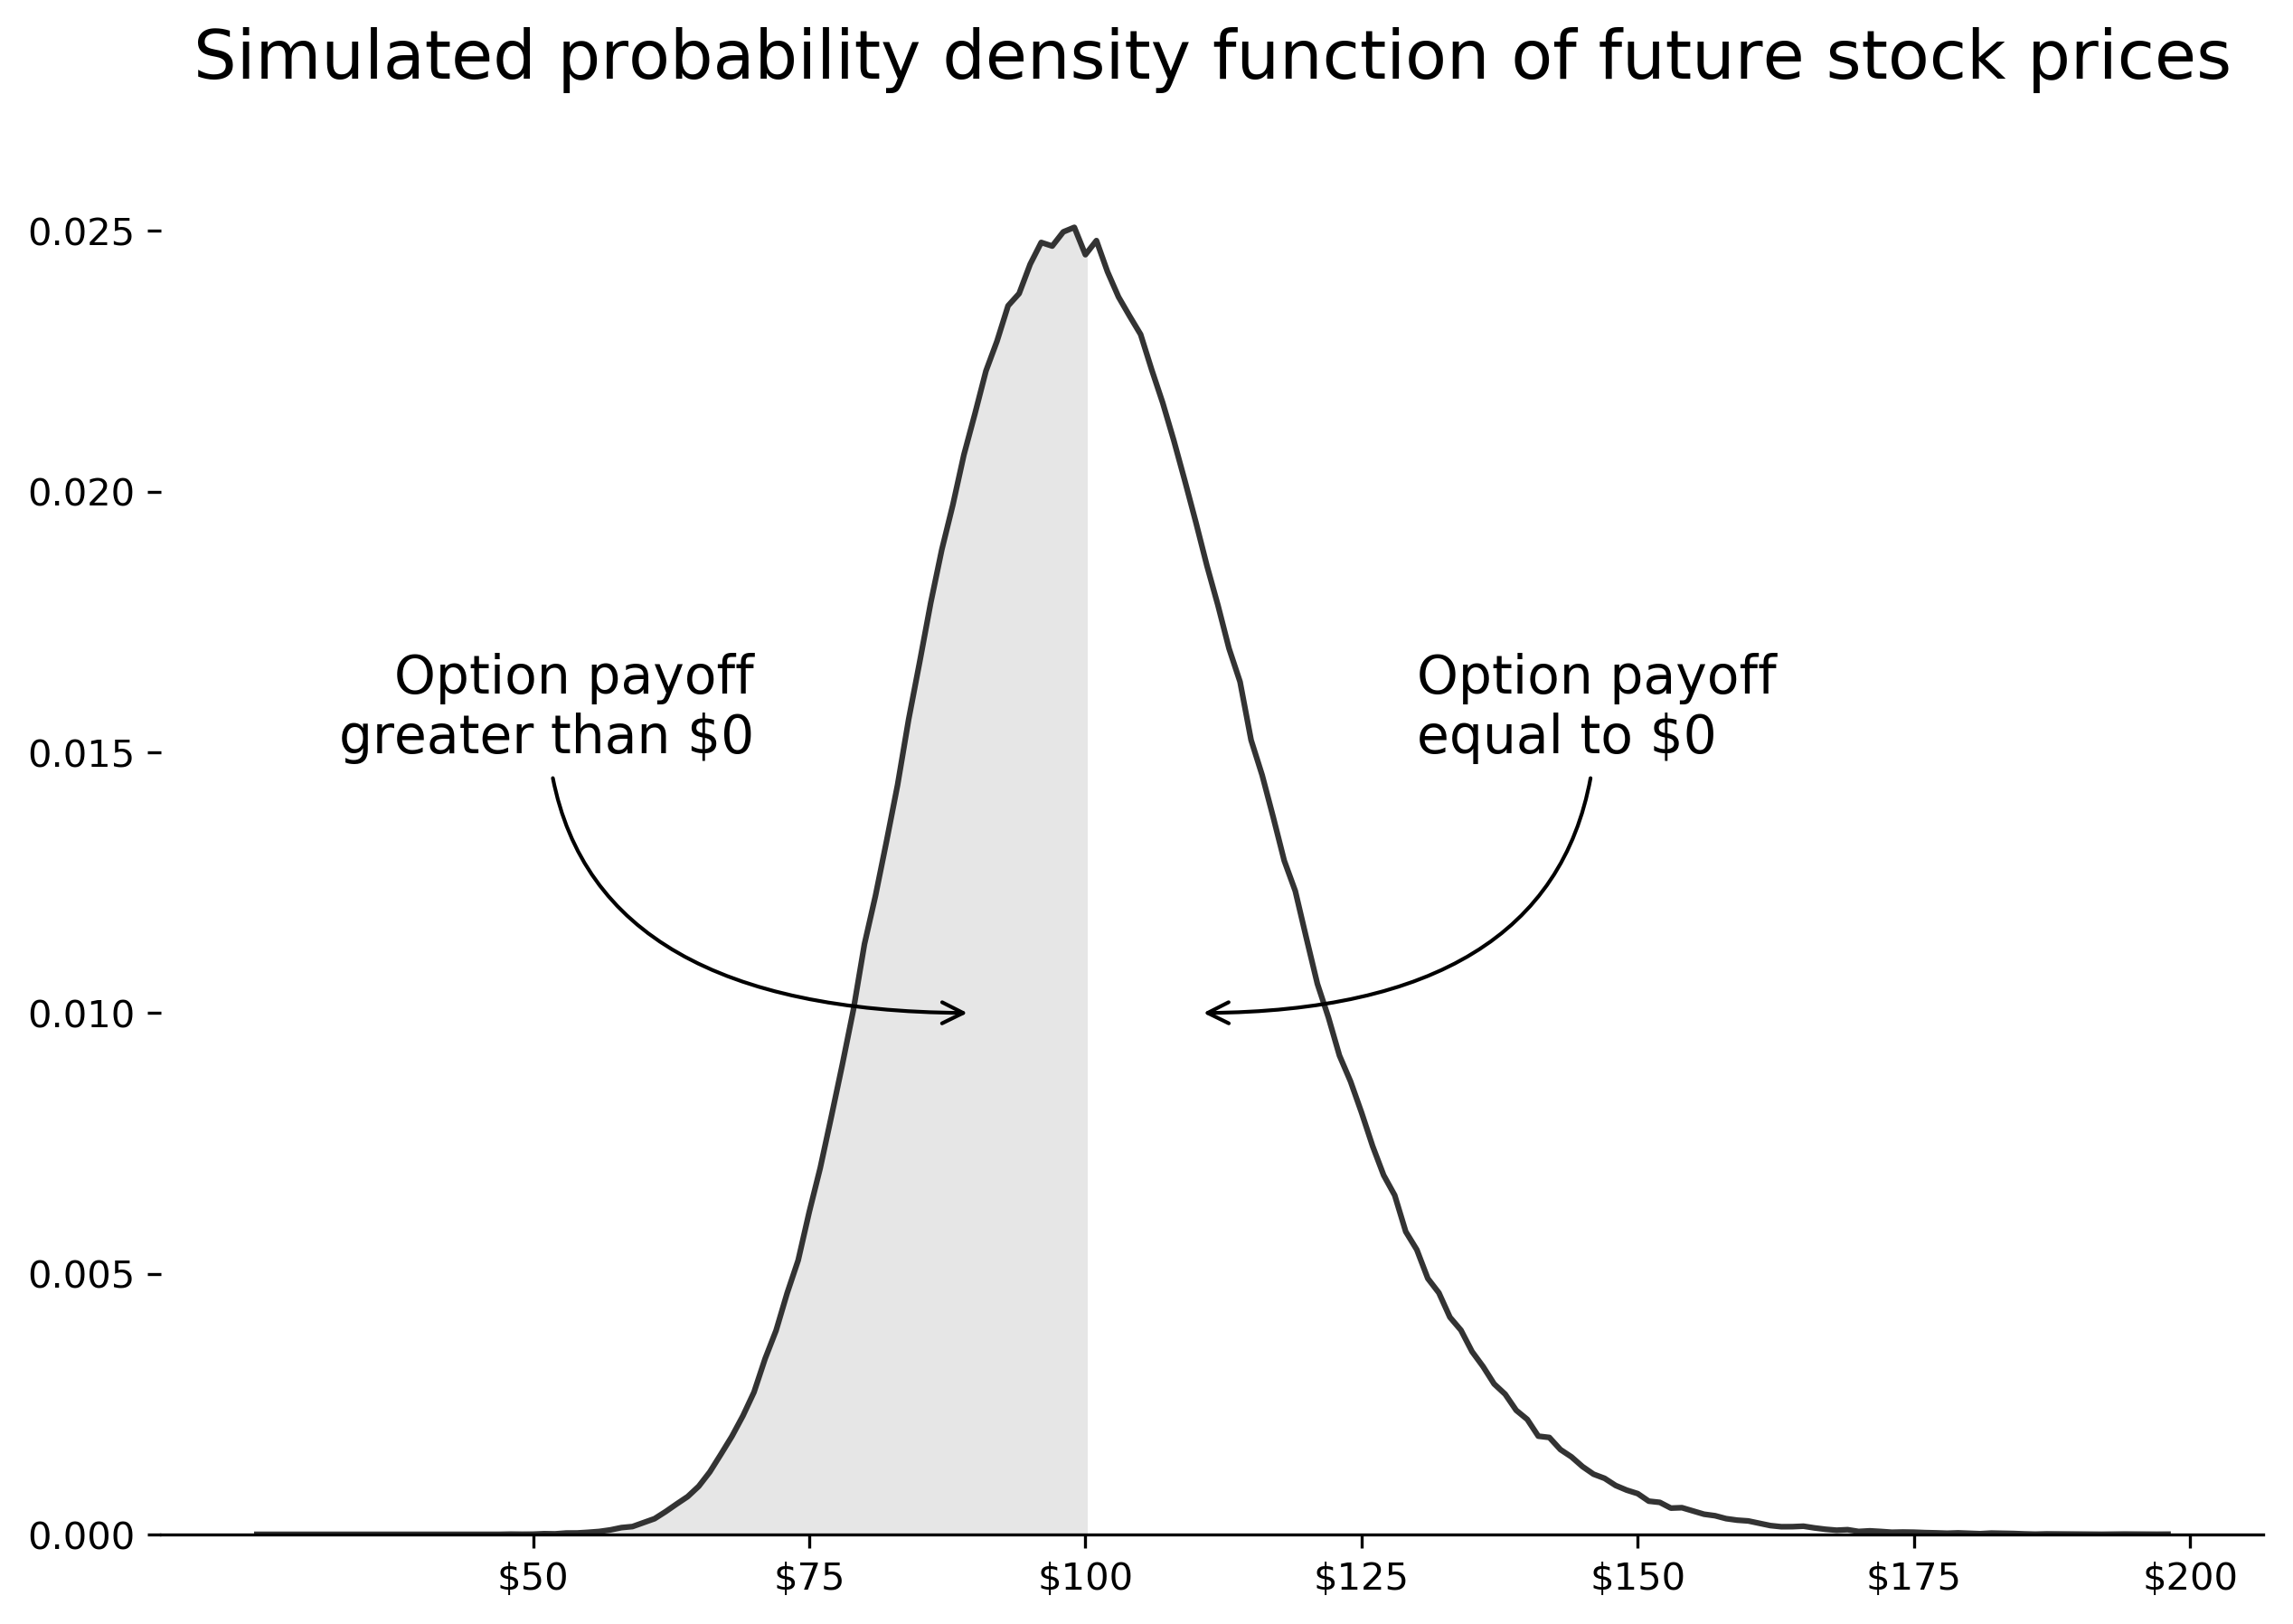 Simulated probability density function of future stock prices
0.025
0.020
Option payoff
greater than $0
Option payoff
equal to $0
0.015
0.010
0.005
0.000
$50 $75 $100 $125 $150 $175 $200